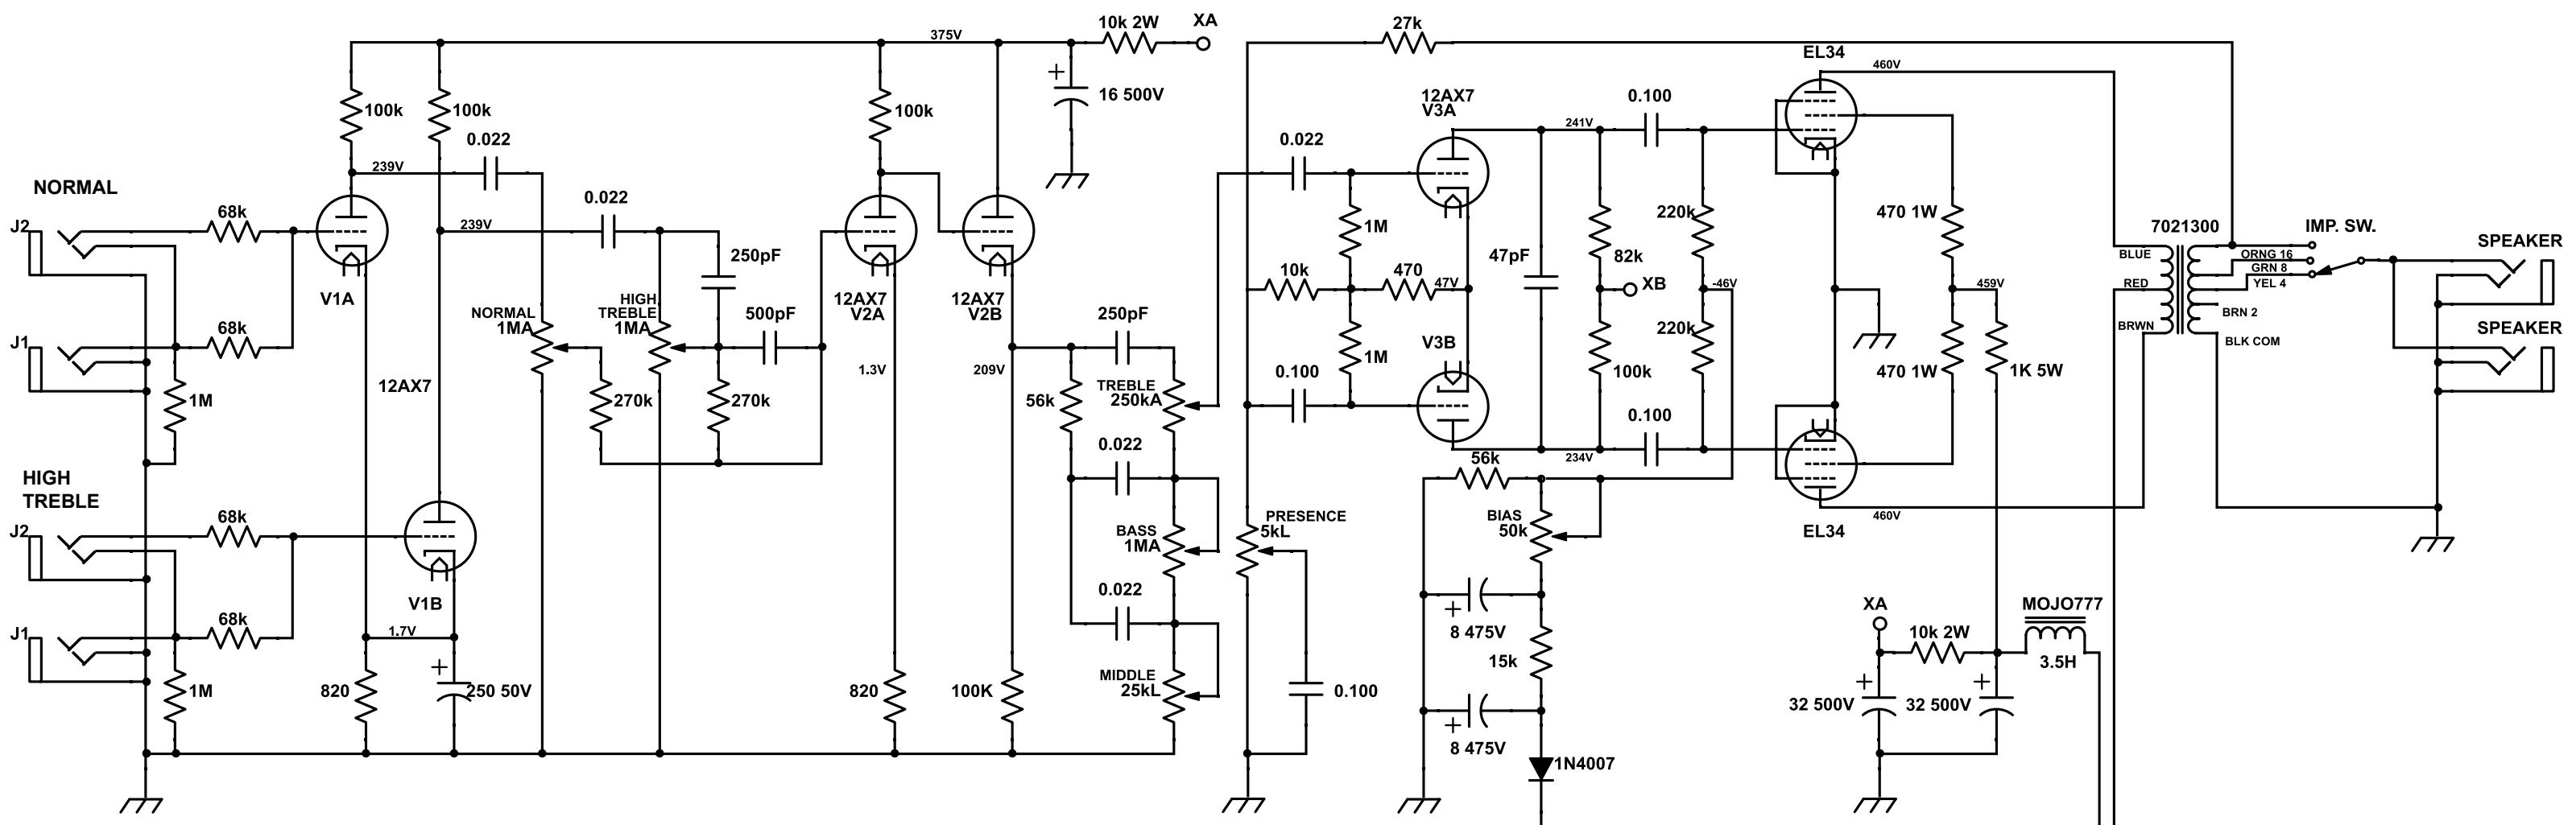 27k
10k 2W
XA
375V
EL34
460V
16 500V
100k
100k
100k
12AX7
V3A
0.100
0.022
239V
241V
0.022
NORMAL
0.022
J2
68k
239V
1M
220k
470 1W
7021300
IMP. SW.
SPEAKER
250pF
47pF
82k
BLUE
ORNG 16
GRN 8
YEL 4
10k
470
47V
XB
-46V
459V
RED
V1A
HIGH
TREBLE
1MA
NORMAL
1MA
500pF
12AX7
V2A
12AX7
V2B
250pF
BRN 2
BRWN
BLK COM
J1
68k
220k
SPEAKER
V3B
1M
100k
470 1W
1K 5W
0.100
12AX7
1.3V
209V
1M
270k
270k
56k
TREBLE
250kA
0.100
0.022
234V
56k
HIGH
TREBLE
J2
68k
PRESENCE
5kL
BIAS
50k
460V
EL34
BASS
1MA
V1B
0.022
XA
MOJO777
J1
68k
1.7V
8 475V
10k 2W
3.5H
15k
1M
820
250 50V
820
100K
MIDDLE
25kL
0.100
32 500V
32 500V
8 475V
1N4007